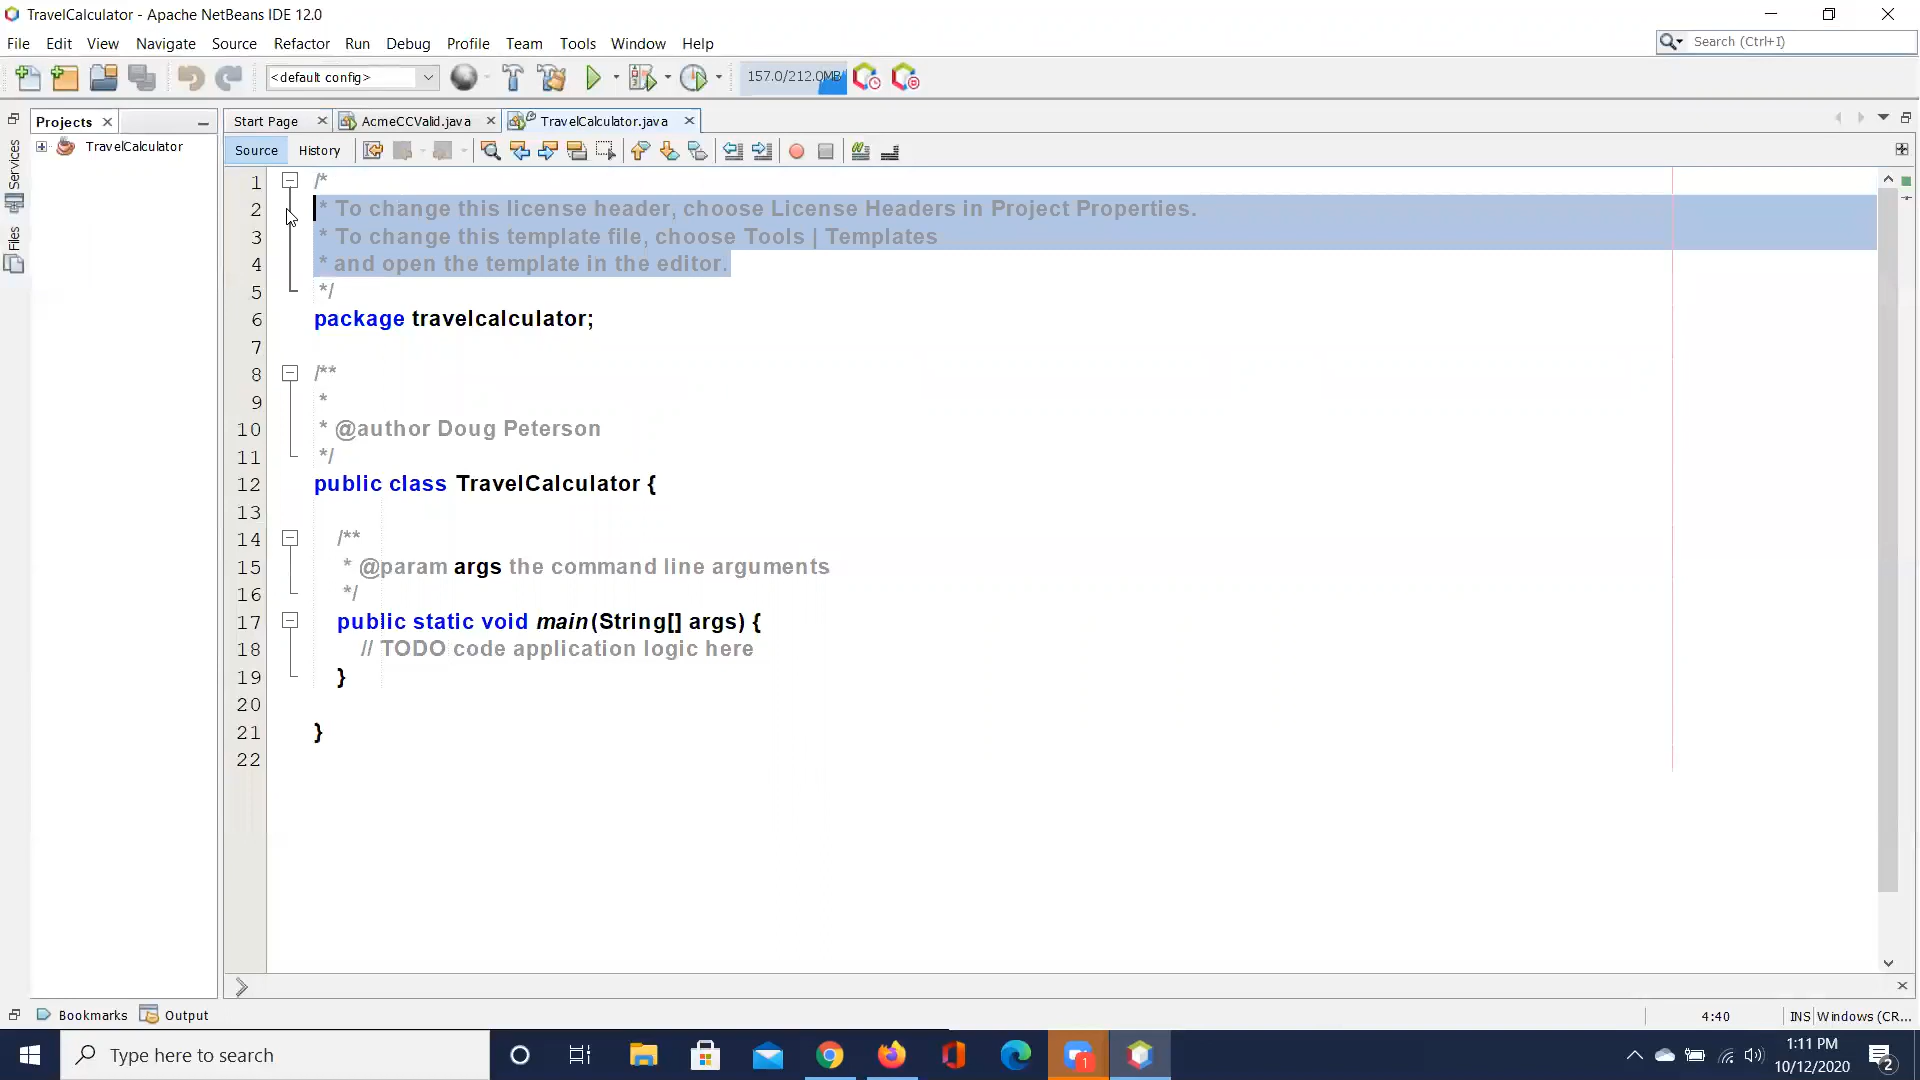 TravelCalculator - Apache NetBeans IDE 12.0
File Edit View Navigate Source Refactor Run Debug Profile Team Tools Window Help
Search (Ctrl+I)
<default config>
157.0/212.0MB
Projects
Start Page
AcmeCCValid.java
TravelCalculator.java
TravelCalculator
Source History
Services
Files
1 /*
2 * To change this license header, choose License Headers in Project Properties.
3 * To change this template file, choose Tools | Templates
4 * and open the template in the editor.
5 */
6 package travelcalculator;
7
8 /**
9 *
10 * @author Doug Peterson
11 */
12 public class TravelCalculator {
13
14 /**
15 * @param args the command line arguments
16 */
17 public static void main(String[] args) {
18 // TODO code application logic here
19 }
20
21 }
22
Bookmarks Output
4:40 INS Windows (CR...
Type here to search
1
1:11 PM
10/12/2020
2